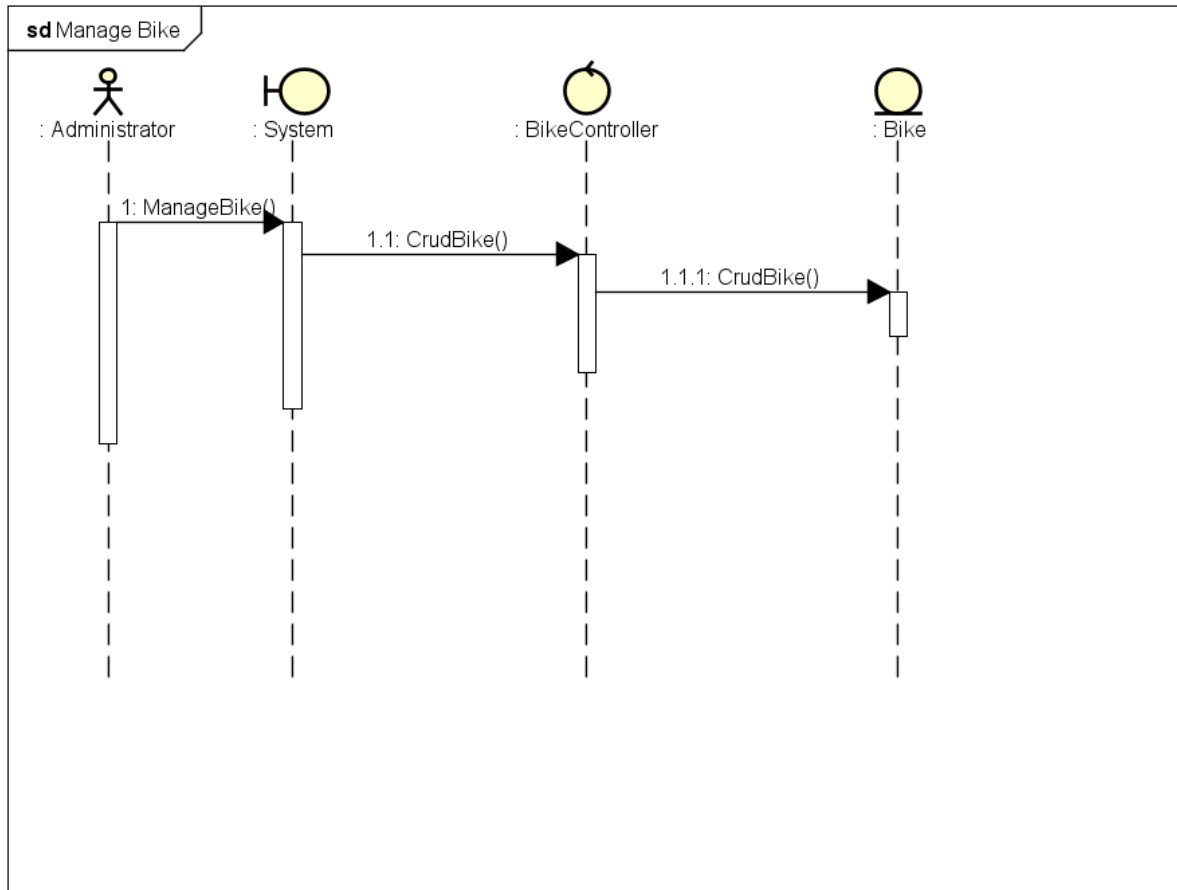 sd Manage Bike
: Administrator
: System
: BikeController
: Bike
1: ManageBike()
1.1: CrudBike()
1.1.1: CrudBike()